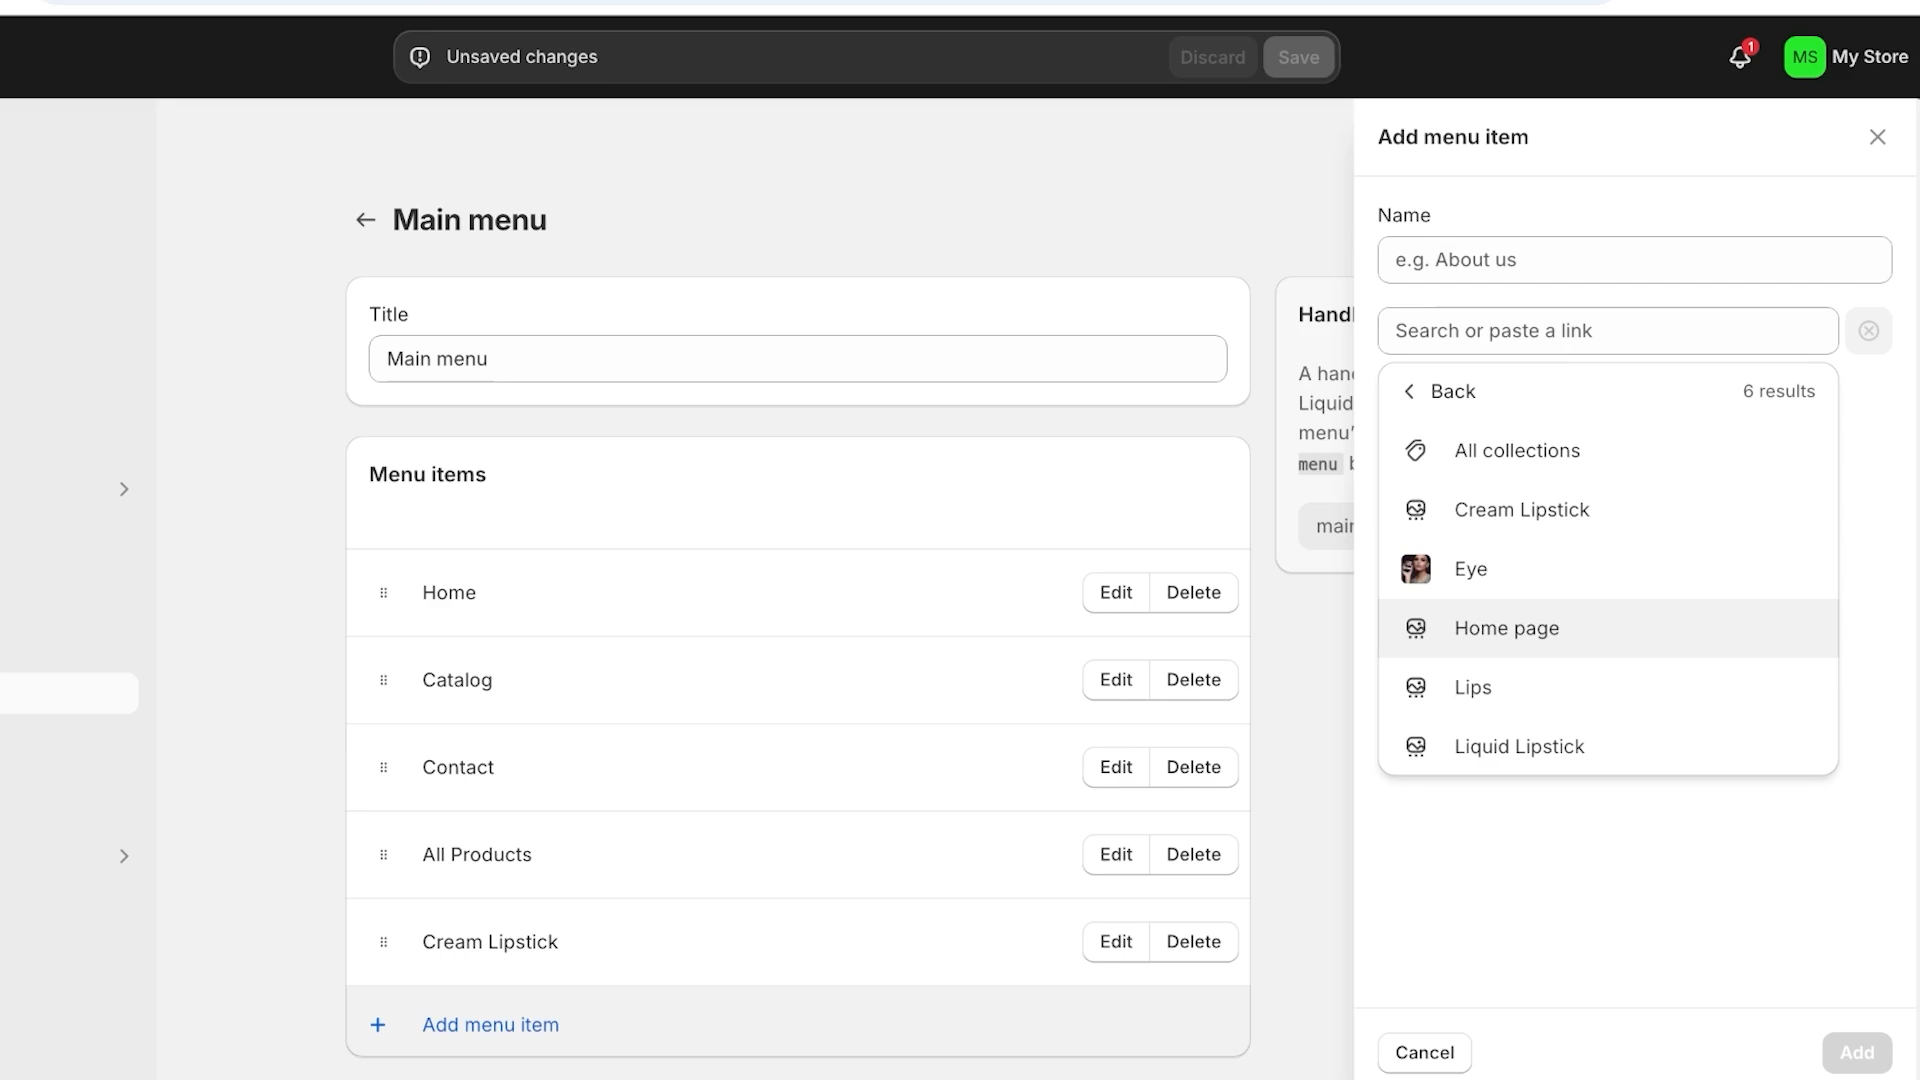 Unsaved changes
Discard
Save
1
MS
My Store
Main menu
Title
Main menu
Menu items
Home
Edit
Delete
Catalog
Edit
Delete
Contact
Edit
Delete
All Products
Edit
Delete
Cream Lipstick
Edit
Delete
Add menu item
A
Liquid
menu
Add menu item
Name
e.g. About us
Search or paste a link
Back
6 results
All collections
Cream Lipstick
Eye
Home page
Lips
Liquid Lipstick
Cancel
Add